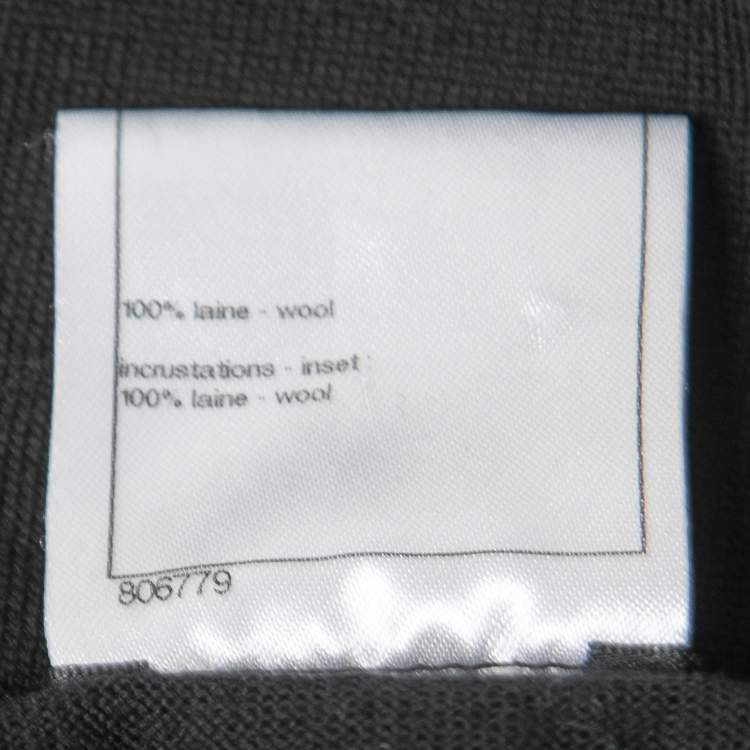 100% laine - wool
incrustations - inset :
100% laine - wool
806779